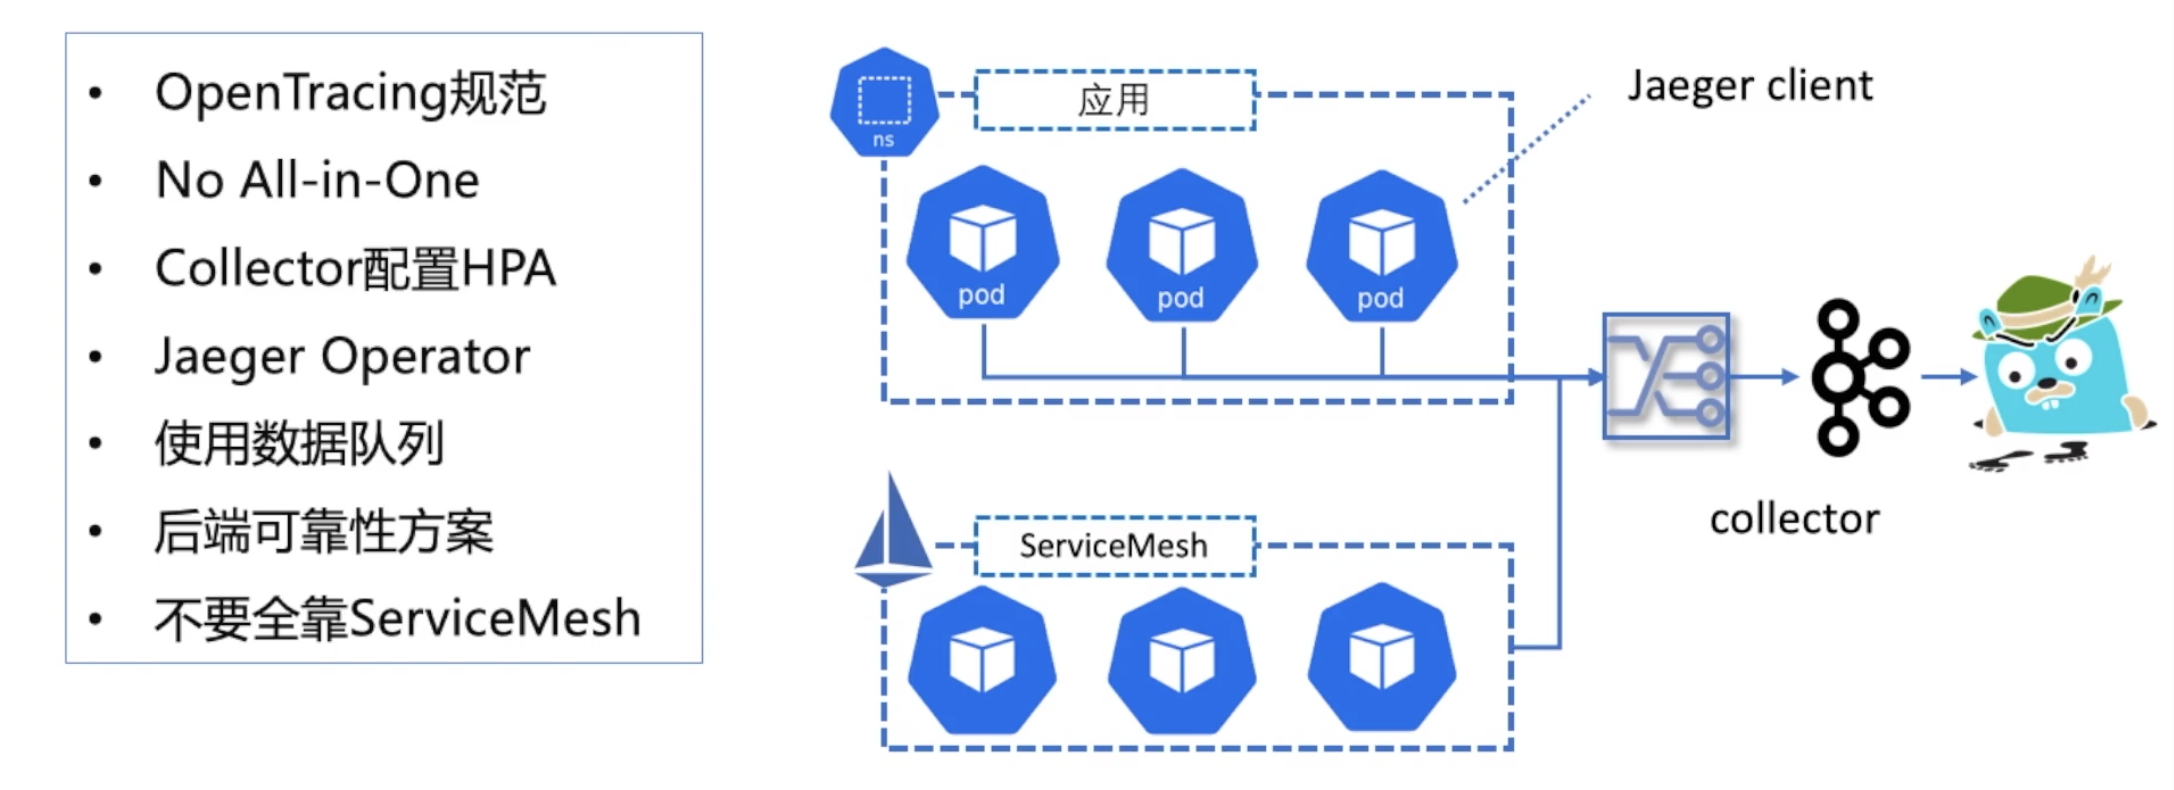 OpenTracing规范
No All-in-One
Collector配置HPA
Jaeger Operator
使用数据队列
后端可靠性方案
不要全靠ServiceMesh
ns
应用
Jaeger client
pod
pod
pod
collector
ServiceMesh